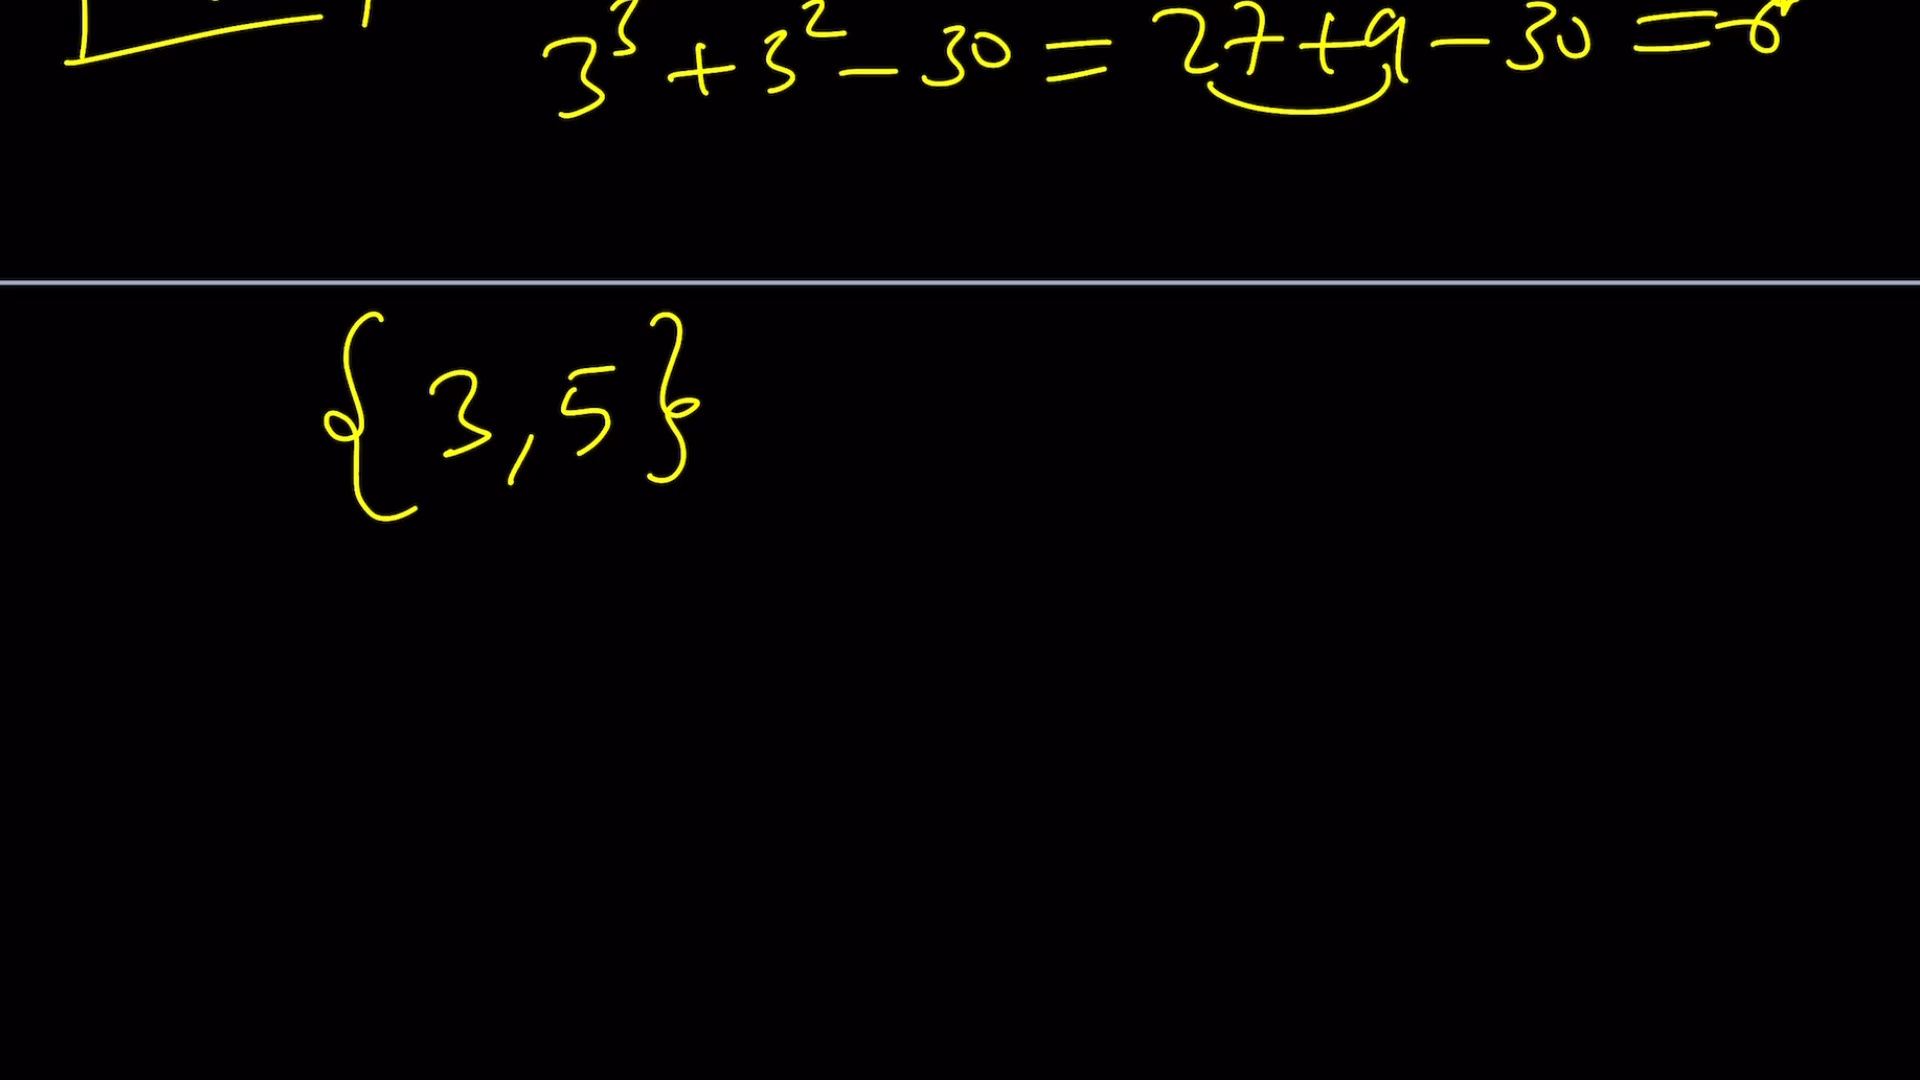 3³ + 3² - 30 = 27 + 9 - 30 = -6
{3, 5}